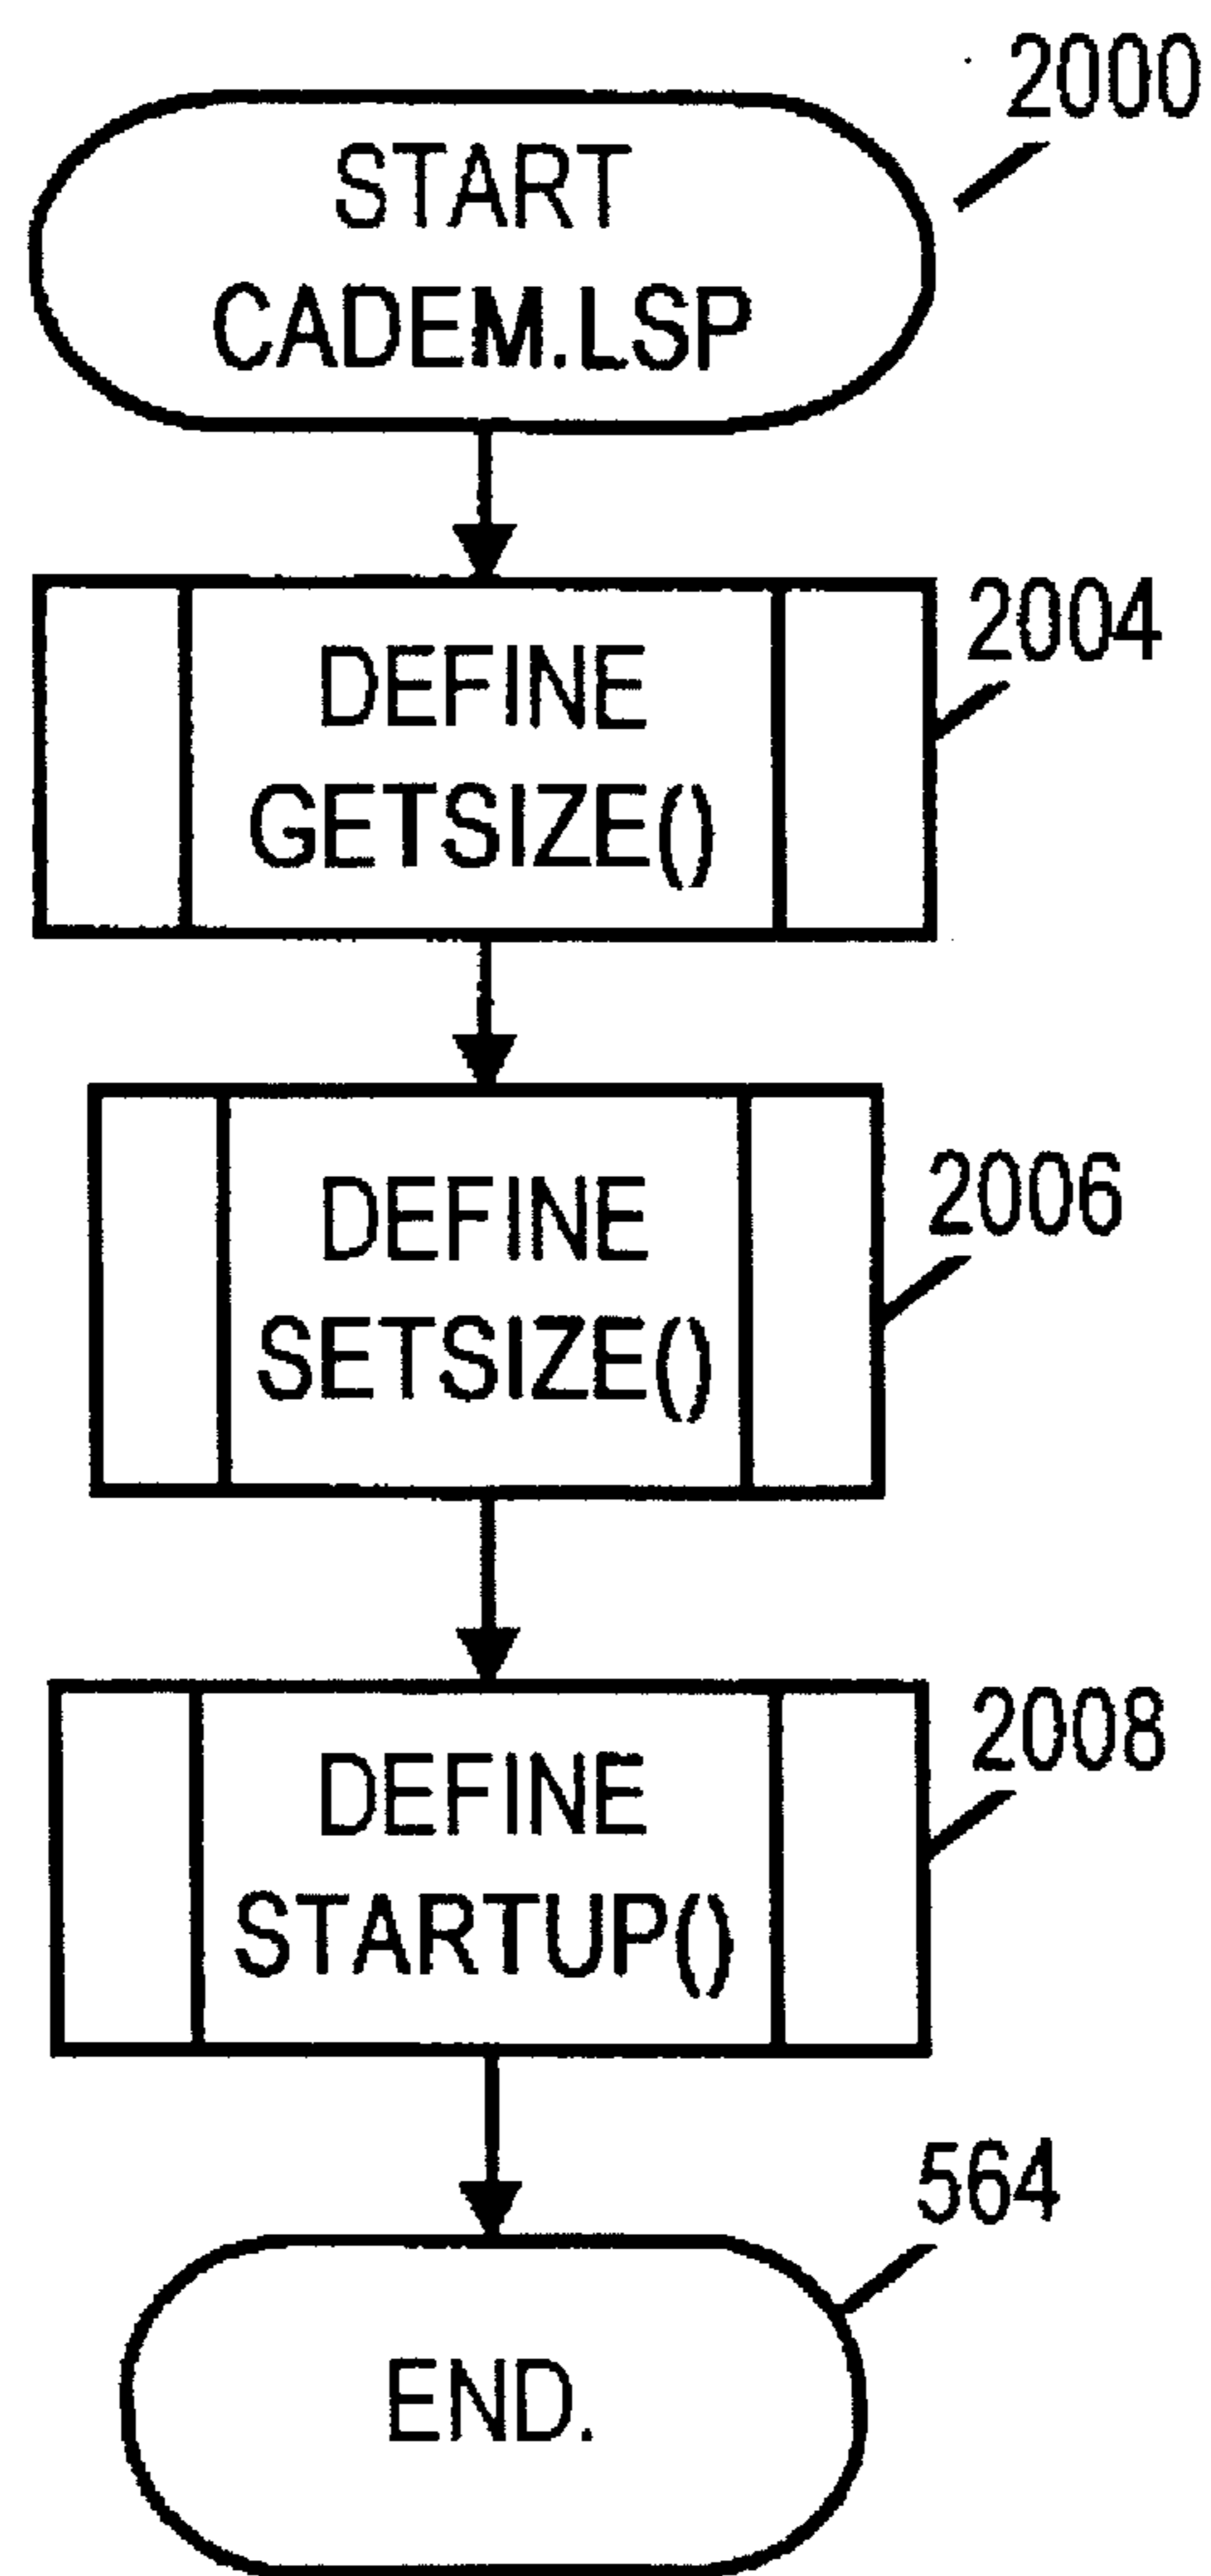 2000
START
CADEM.LSP
2004
DEFINE
GETSIZE()
2006
DEFINE
SETSIZE()
2008
DEFINE
STARTUP()
564
END.